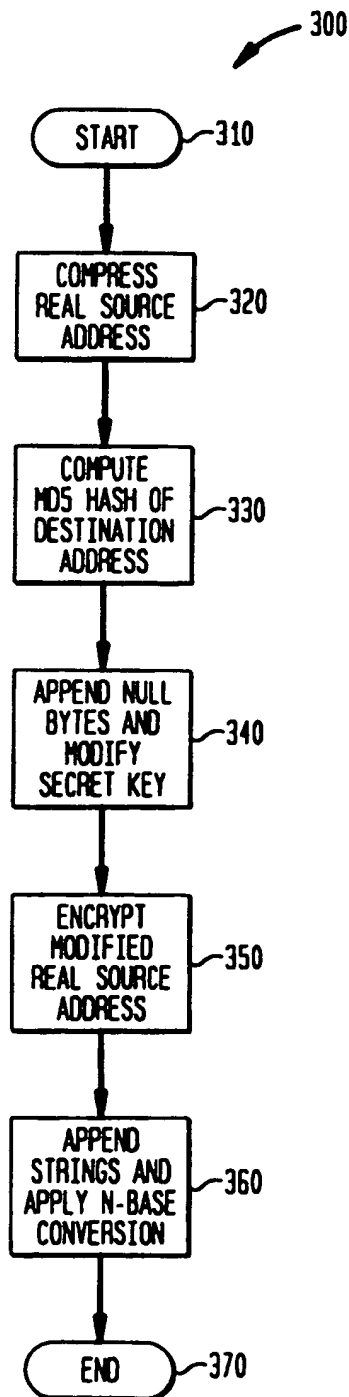 300
START
310
COMPRESS
REAL SOURCE
ADDRESS
320
COMPUTE
MD5 HASH OF
DESTINATION
ADDRESS
330
APPEND NULL
BYTES AND
MODIFY
SECRET KEY
340
ENCRYPT
MODIFIED
REAL SOURCE
ADDRESS
350
APPEND
STRINGS AND
APPLY N-BASE
CONVERSION
360
END
370